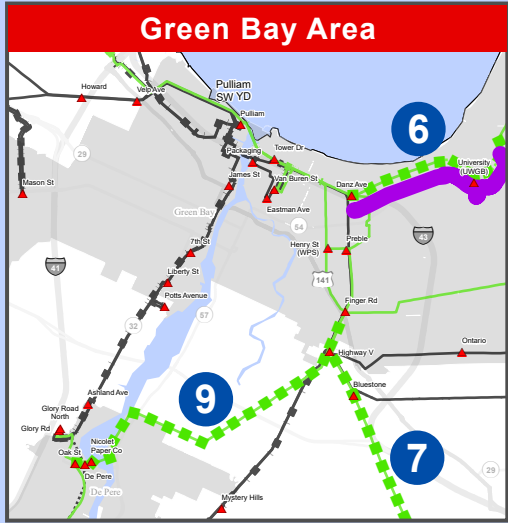 Green Bay Area
Howard
Velp Ave
Pulliam
SW YD
Pulliam
6
29
Packaging
Tower Dr
University
(UWGB)
Mason St
James St
Van Buren St
Danz Ave
Eastman Ave
Green Bay
54
43
7th St
Henry St
(WPS)
Preble
41
Liberty St
141
Potts Avenue
57
Finger Rd
32
Ontario
Highway V
Ashland Ave
9
Bluestone
Glory Road
North
Glory Rd
Nicolet
Paper Co
Oak St
7
29
De Pere
De Pere
Mystery Hills